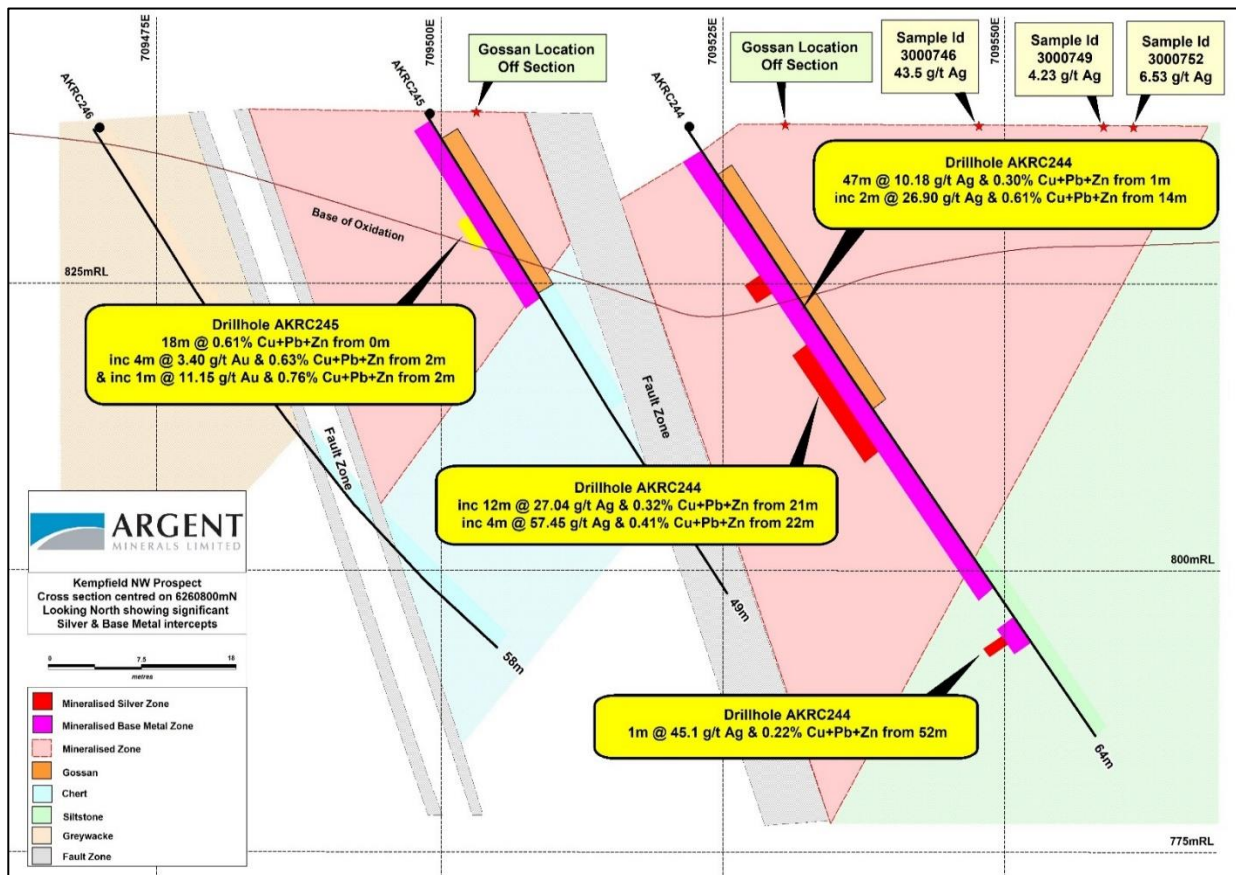 709475E
709500E
709525E
709550E
Gossan Location
Off Section
Gossan Location
Off Section
Sample Id
3000746
43.5 g/t Ag
Sample Id
3000749
4.23 g/t Ag
Sample Id
3000752
6.53 g/t Ag
AKRC246
AKRC245
AKRC244
Drillhole AKRC244
47m @ 10.18 g/t Ag & 0.30% Cu+Pb+Zn from 1m
inc 2m @ 26.90 g/t Ag & 0.61% Cu+Pb+Zn from 14m
Base of Oxidation
825mRL
Drillhole AKRC245
18m @ 0.61% Cu+Pb+Zn from 0m
inc 4m @ 3.40 g/t Au & 0.63% Cu+Pb+Zn from 2m
& inc 1m @ 11.15 g/t Au & 0.76% Cu+Pb+Zn from 2m
Fault Zone
Fault Zone
Drillhole AKRC244
inc 12m @ 27.04 g/t Ag & 0.32% Cu+Pb+Zn from 21m
inc 4m @ 57.45 g/t Ag & 0.41% Cu+Pb+Zn from 22m
ARGENT
MINERALS LIMITED
800mRL
Kempfield NW Prospect
Cross section centred on 6260800mN
Looking North showing significant
Silver & Base Metal intercepts
49m
58m
0 7.5 18
metres
Drillhole AKRC244
1m @ 45.1 g/t Ag & 0.22% Cu+Pb+Zn from 52m
64m
Mineralised Silver Zone
Mineralised Base Metal Zone
Mineralised Zone
Gossan
Chert
Siltstone
Greywacke
Fault Zone
775mRL